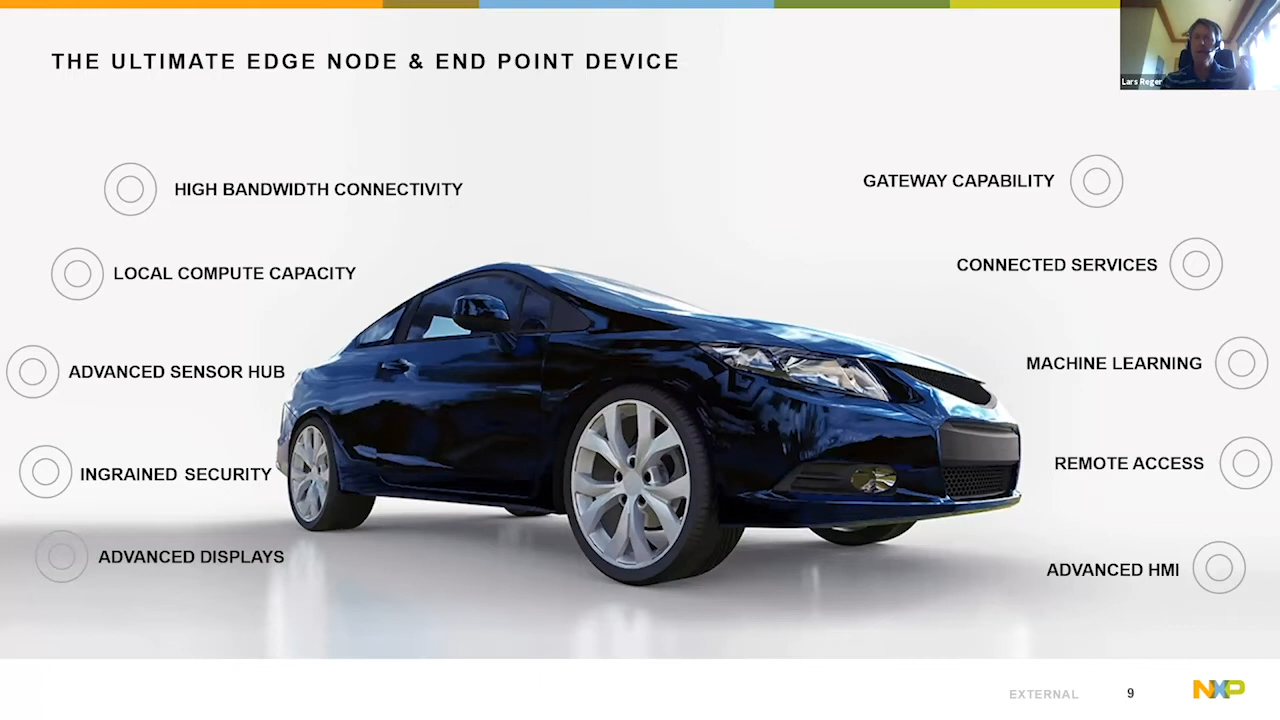 THE ULTIMATE EDGE NODE & END POINT DEVICE
Lars Reger
HIGH BANDWIDTH CONNECTIVITY
LOCAL COMPUTE CAPACITY
ADVANCED SENSOR HUB
INGRAINED SECURITY
ADVANCED DISPLAYS
GATEWAY CAPABILITY
CONNECTED SERVICES
MACHINE LEARNING
REMOTE ACCESS
ADVANCED HMI
EXTERNAL
9
NXP